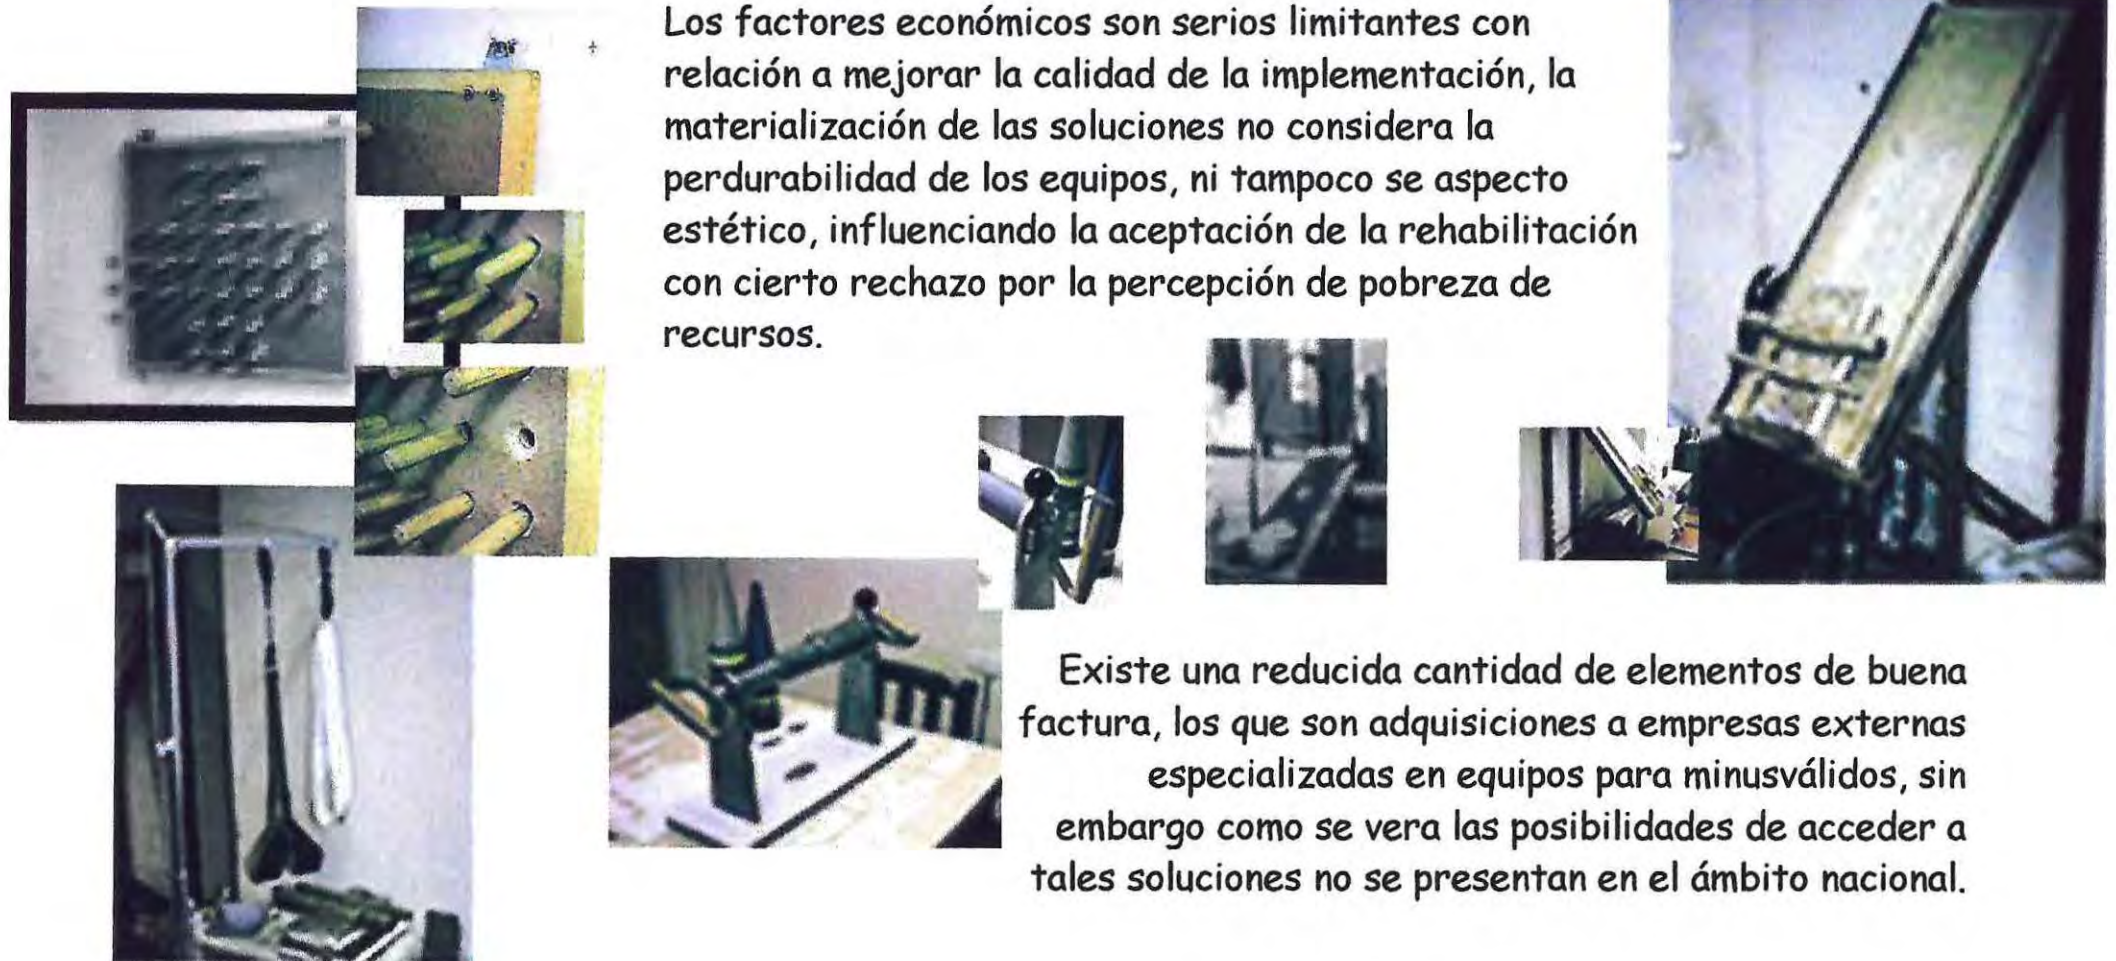 Los factores económicos son serios limitantes con
relación a mejorar la calidad de la implementación, la
materialización de las soluciones no considera la
perdurabilidad de los equipos, ni tampoco se aspecto
estético, influenciando la aceptación de la rehabilitación
con cierto rechazo por la percepción de pobreza de
recursos.
Existe una reducida cantidad de elementos de buena
factura, los que son adquisiciones a empresas externas
especializadas en equipos para minusválidos, sin
embargo como se vera las posibilidades de acceder a
tales soluciones no se presentan en el ámbito nacional.